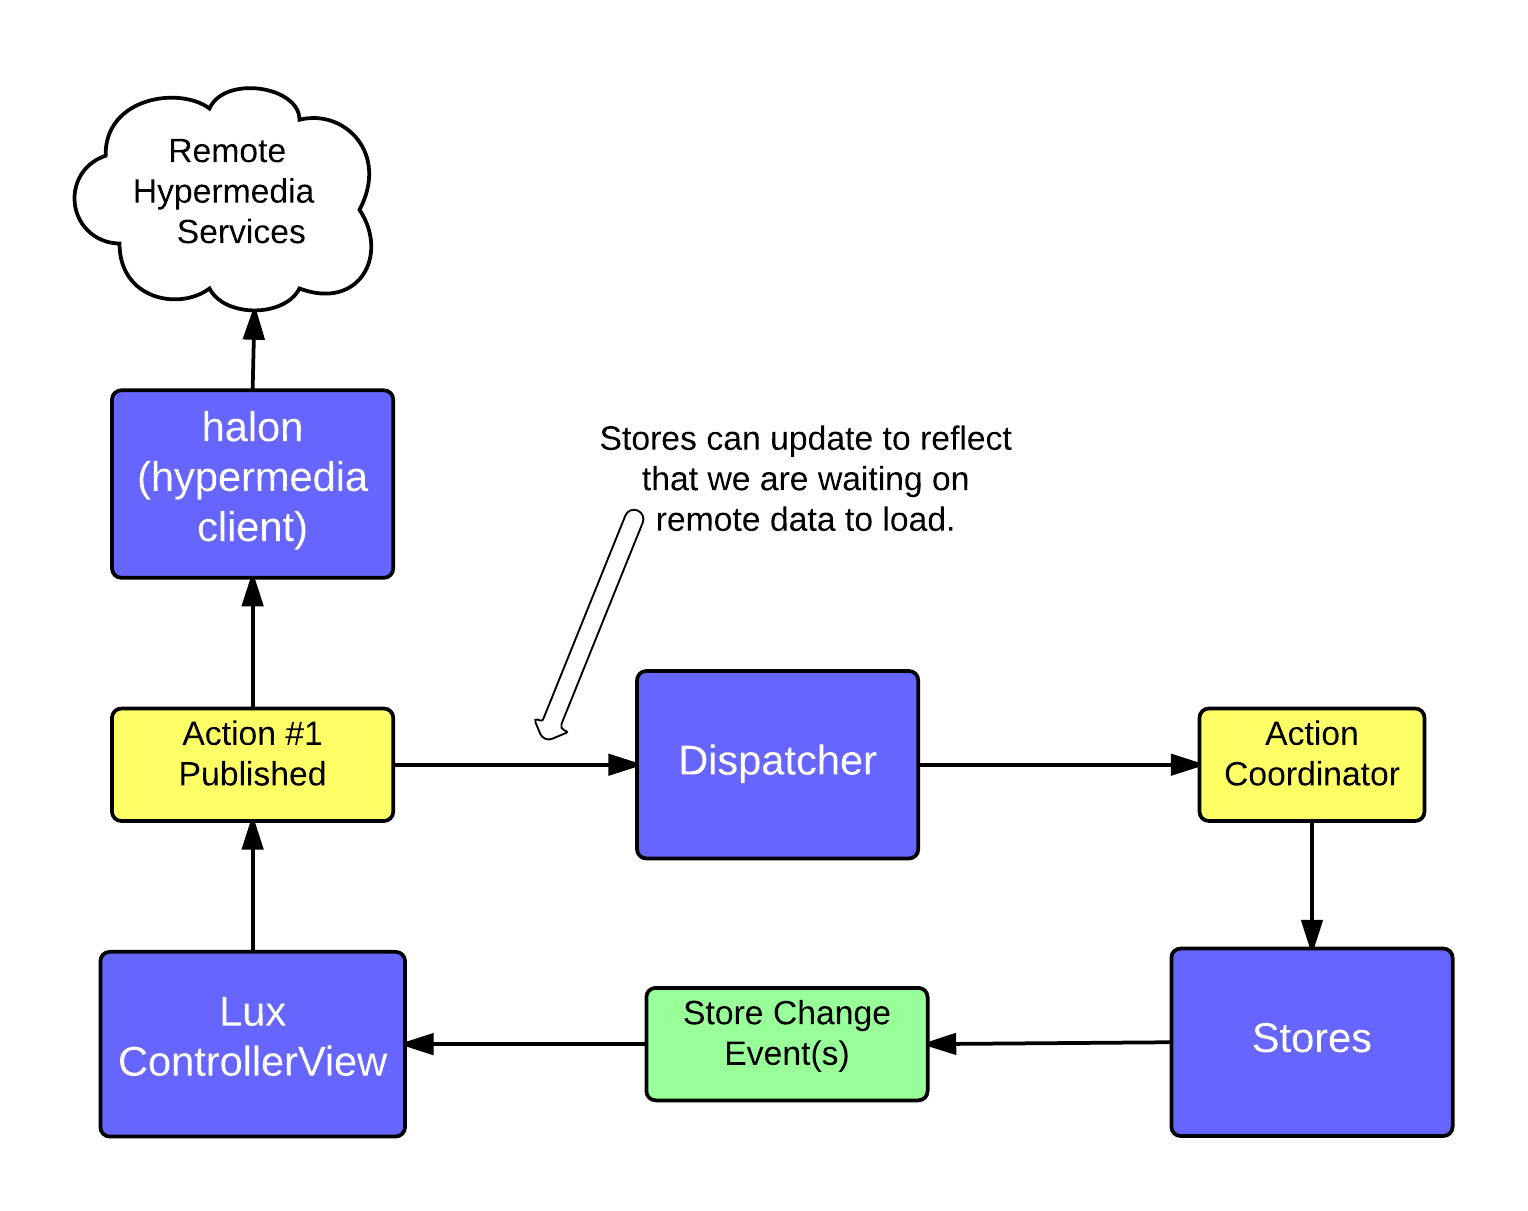 Remote
Hypermedia
Services
halon
(hypermedia
client)
Stores can update to reflect
that we are waiting on
remote data to load.
Action #1
Published
Dispatcher
Action
Coordinator
Lux
ControllerView
Store Change
Event(s)
Stores